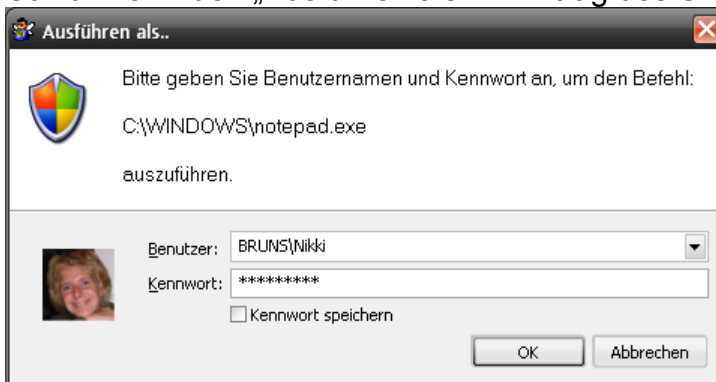 Ausführen als..
Bitte geben Sie Benutzernamen und Kennwort an, um den Befehl:
C:\WINDOWS\notepad.exe
auszuführen.
Benutzer: BRUNS\Nikki
Kennwort: *********
Kennwort speichern
OK Abbrechen